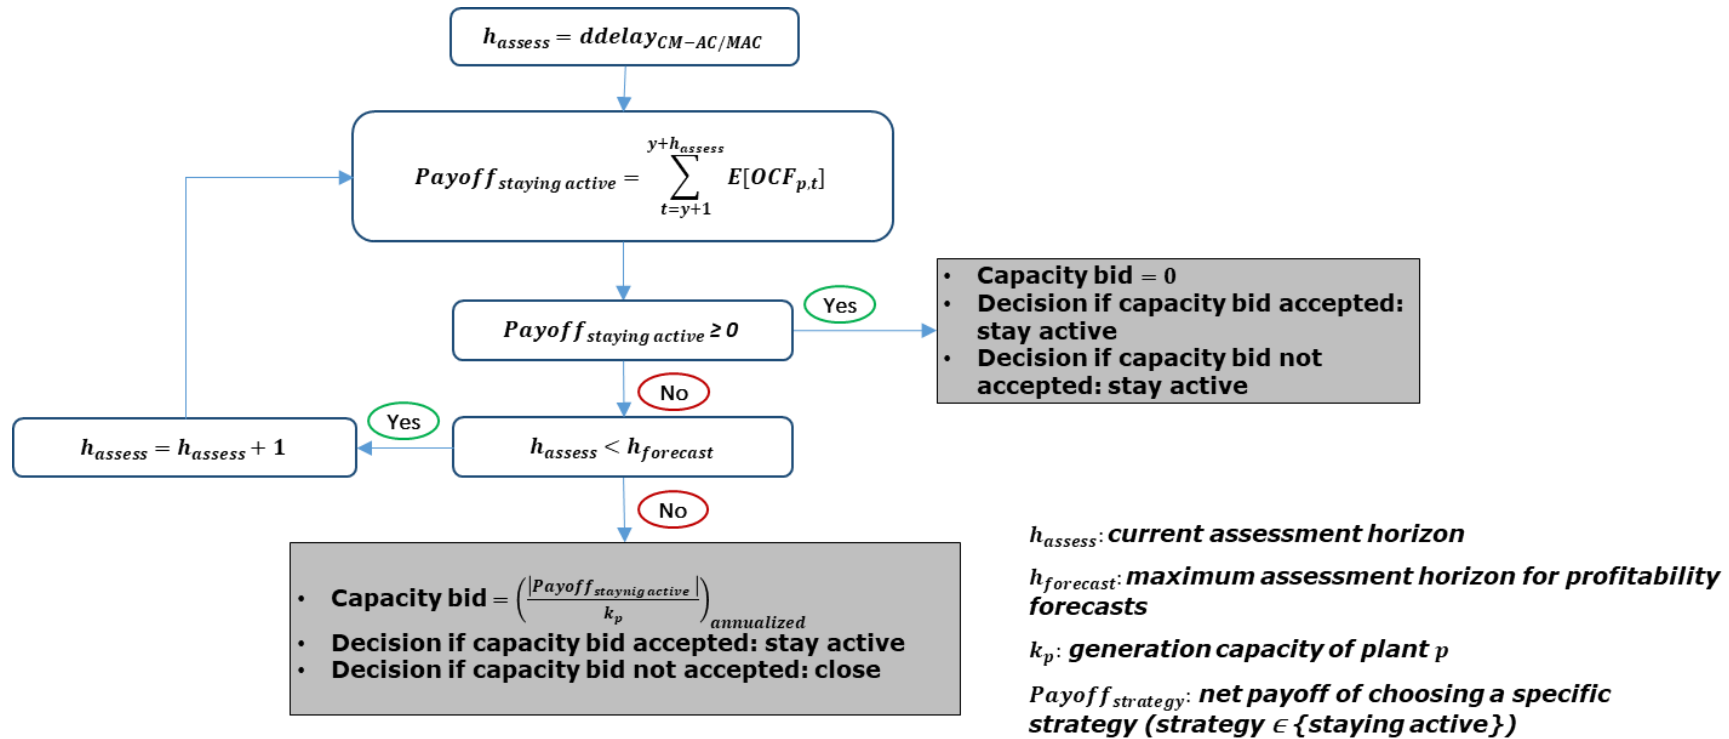 h_assess = ddelay_CM−AC/MAC
Payoff_staying active = ∑_{t=y+1}^{y+h_assess} E[OCF_p,t]
Payoff_staying active ≥ 0
Yes
• Capacity bid = 0
• Decision if capacity bid accepted:
stay active
• Decision if capacity bid not
accepted: stay active
No
h_assess < h_forecast
Yes
h_assess = h_assess + 1
No
• Capacity bid = (|Payoff_staynig active| / k_p)_annualized
• Decision if capacity bid accepted: stay active
• Decision if capacity bid not accepted: close
h_assess: current assessment horizon
h_forecast: maximum assessment horizon for profitability
forecasts
k_p: generation capacity of plant p
Payoff_strategy: net payoff of choosing a specific
strategy (strategy ∈ {staying active})